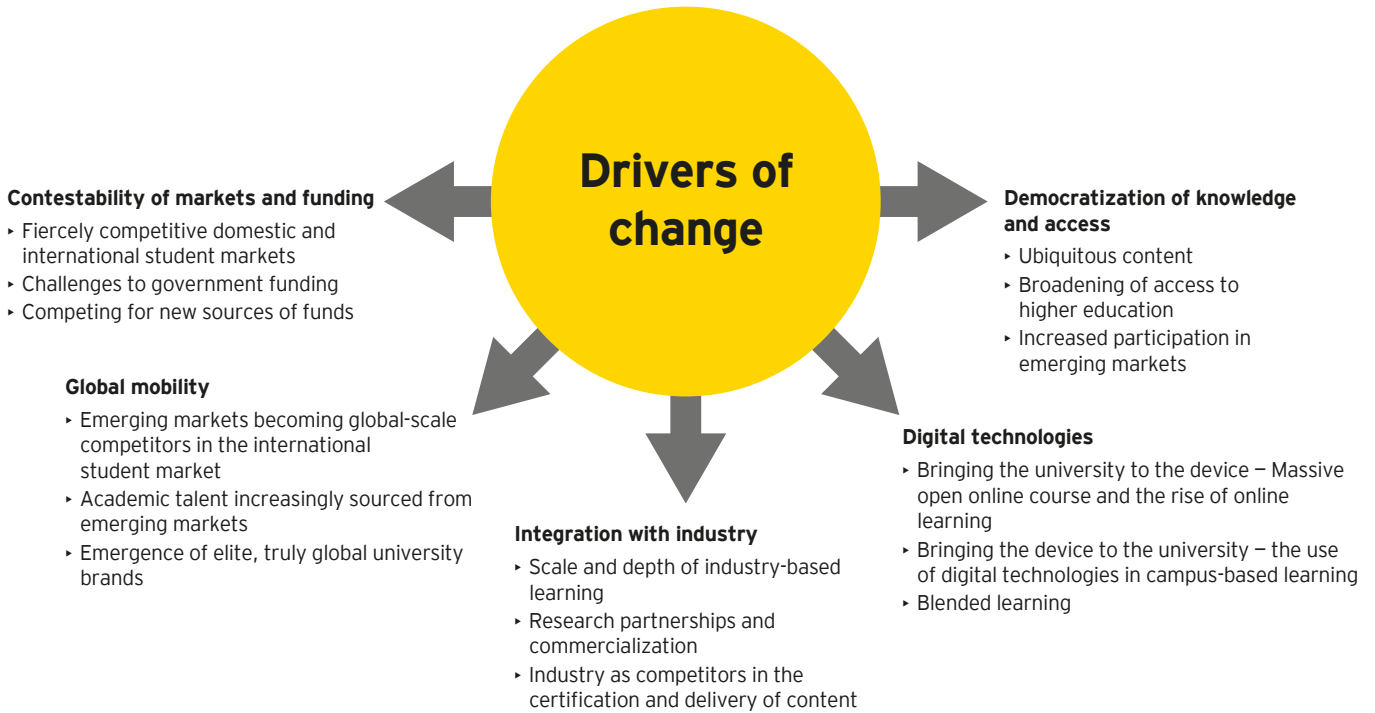 Drivers of
change
Contestability of markets and funding
‣ Fiercely competitive domestic and
international student markets
‣ Challenges to government funding
‣ Competing for new sources of funds
Global mobility
‣ Emerging markets becoming global-scale
competitors in the international
student market
‣ Academic talent increasingly sourced from
emerging markets
‣ Emergence of elite, truly global university
brands
Integration with industry
‣ Scale and depth of industry-based
learning
‣ Research partnerships and
commercialization
‣ Industry as competitors in the
certification and delivery of content
Digital technologies
‣ Bringing the university to the device – Massive
open online course and the rise of online
learning
‣ Bringing the device to the university – the use
of digital technologies in campus-based learning
‣ Blended learning
Democratization of knowledge
and access
‣ Ubiquitous content
‣ Broadening of access to
higher education
‣ Increased participation in
emerging markets